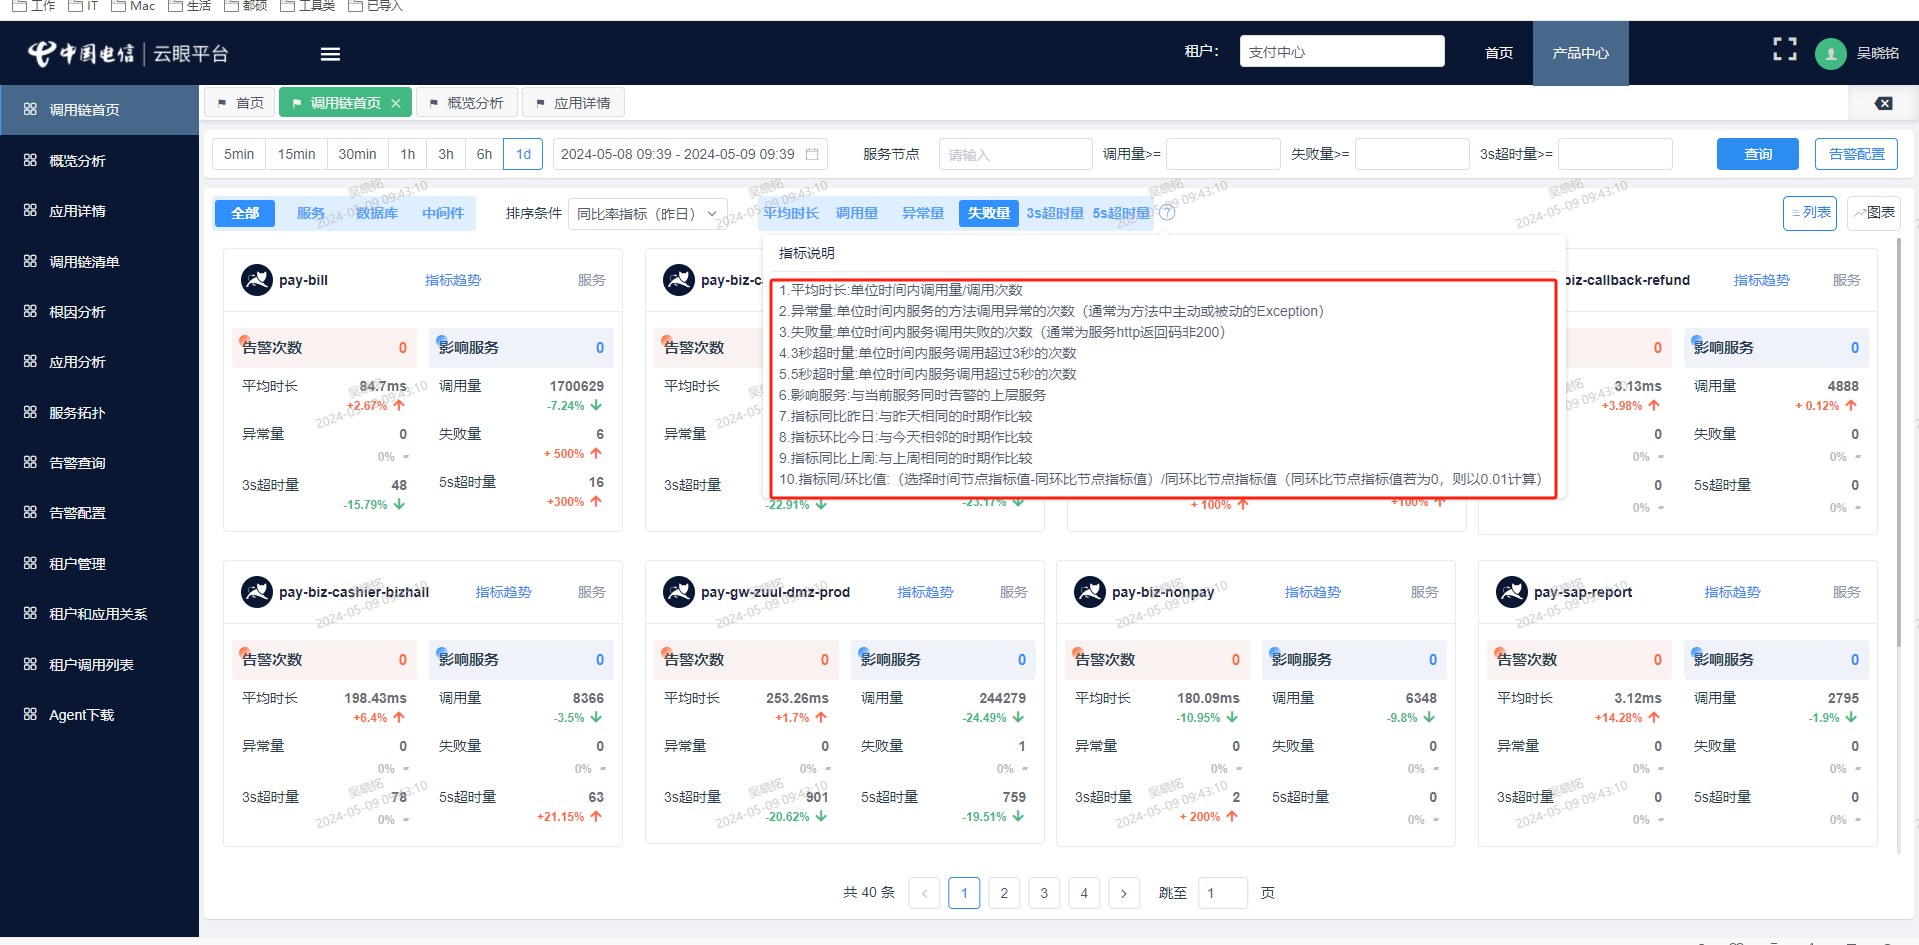 工作 IT Mac 生活 都硕 工具类 已导入
中国电信 云眼平台 租户： 支付中心 首页 产品中心 吴晓铭
调用链首页
概览分析
应用详情
调用链清单
根因分析
应用分析
服务拓扑
告警查询
告警配置
租户管理
租户和应用关系
租户调用列表
Agent下载
首页 调用链首页 × 概览分析 应用详情
5min 15min 30min 1h 3h 6h 1d 2024-05-08 09:39 - 2024-05-09 09:39 服务节点 请输入 调用量>= 失败量>= 3s超时量>= 查询 告警配置
全部 服务 数据库 中间件 排序条件 同比率指标（昨日） 平均时长 调用量 异常量 失败量 3s超时量 5s超时量 ? 列表 图表
指标说明
1.平均时长:单位时间内调用量/调用次数
2.异常量:单位时间内服务的方法调用异常的次数（通常为方法中主动或被动的Exception）
3.失败量:单位时间内服务调用失败的次数（通常为服务http返回码非200）
4.3秒超时量:单位时间内服务调用超过3秒的次数
5.5秒超时量:单位时间内服务调用超过5秒的次数
6.影响服务:与当前服务同时告警的上层服务
7.指标同比昨日:与昨天相同的时期作比较
8.指标环比今日:与今天相邻的时期作比较
9.指标同比上周:与上周相同的时期作比较
10.指标同/环比值:（选择时间节点指标值-同环比节点指标值）/同环比节点指标值（同环比节点指标值若为0，则以0.01计算）
pay-bill 指标趋势 服务
告警次数 0 影响服务 0
平均时长 84.7ms 调用量 1700629
+2.67% -7.24%
异常量 0 失败量 6
0% - + 500%
3s超时量 48 5s超时量 16
-15.79% +300%
pay-biz-c
告警次数
平均时长
异常量
3s超时量
-22.91% -23.17%
+ 100% +100%
biz-callback-refund 指标趋势 服务
0 影响服务 0
3.13ms 调用量 4888
+3.98% + 0.12%
0 失败量 0
0% - 0% -
0 5s超时量 0
0% - 0% -
pay-biz-cashier-bizhall 指标趋势 服务
告警次数 0 影响服务 0
平均时长 198.43ms 调用量 8366
+6.4% -3.5%
异常量 0 失败量 0
0% - 0% -
3s超时量 78 5s超时量 63
0% - +21.15%
pay-gw-zuul-dmz-prod 指标趋势 服务
告警次数 0 影响服务 0
平均时长 253.26ms 调用量 244279
+1.7% -24.49%
异常量 0 失败量 1
0% - 0% -
3s超时量 901 5s超时量 759
-20.62% -19.51%
pay-biz-nonpay 指标趋势 服务
告警次数 0 影响服务 0
平均时长 180.09ms 调用量 6348
-10.95% -9.8%
异常量 0 失败量 0
0% - 0% -
3s超时量 2 5s超时量 0
+ 200% 0% -
pay-sap-report 指标趋势 服务
告警次数 0 影响服务 0
平均时长 3.12ms 调用量 2795
+14.28% -1.9%
异常量 0 失败量 0
0% - 0% -
3s超时量 0 5s超时量 0
0% - 0% -
共 40 条 < 1 2 3 4 > 跳至 1 页
吴晓铭
2024-05-09 09:43:10